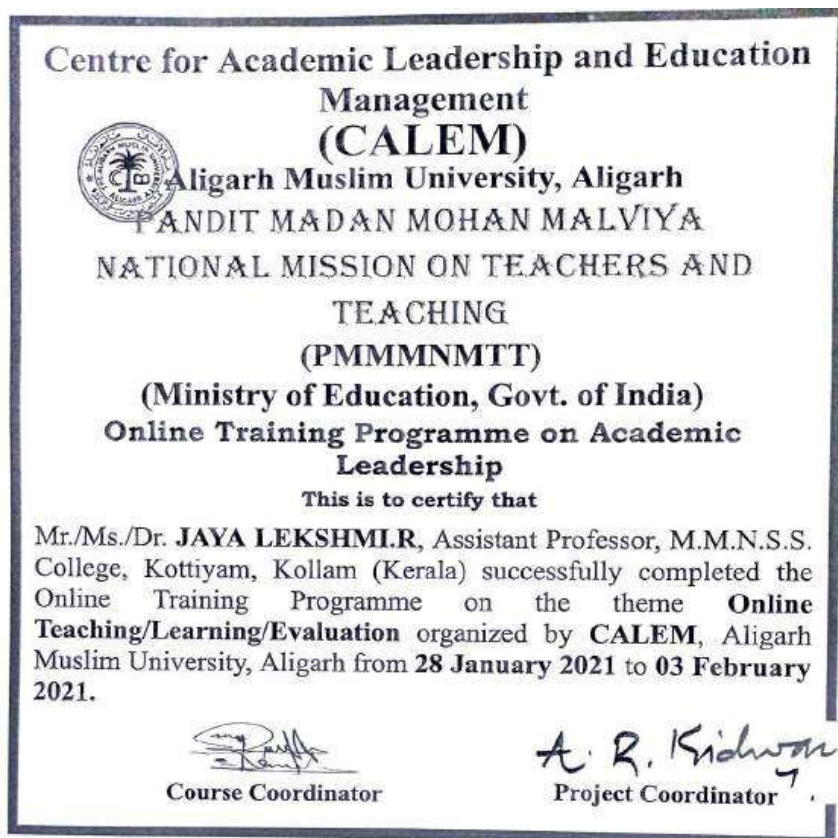 Centre for Academic Leadership and Education
Management
(CALEM)
Aligarh Muslim University, Aligarh
PANDIT MADAN MOHAN MALVIYA
NATIONAL MISSION ON TEACHERS AND
TEACHING
(PMMMNMTT)
(Ministry of Education, Govt. of India)
Online Training Programme on Academic
Leadership
This is to certify that
Mr./Ms./Dr. JAYA LEKSHMI.R, Assistant Professor, M.M.N.S.S.
College, Kottiyam, Kollam (Kerala) successfully completed the
Online Training Programme on the theme Online
Teaching/Learning/Evaluation organized by CALEM, Aligarh
Muslim University, Aligarh from 28 January 2021 to 03 February
2021.
A. R. Kidwai
Course Coordinator
Project Coordinator